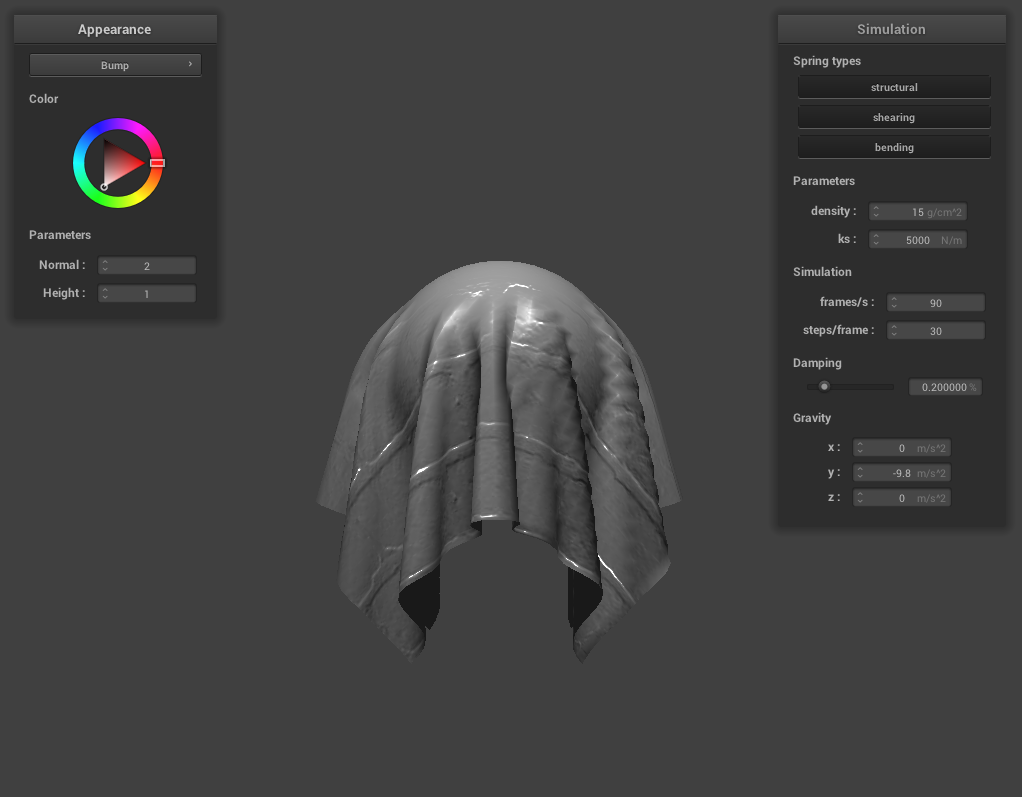 Appearance
Bump
Color
Parameters
Normal : 2
Height : 1
Simulation
Spring types
structural
shearing
bending
Parameters
density : 15 g/cm^2
ks : 5000 N/m
Simulation
frames/s : 90
steps/frame : 30
Damping
0.200000 %
Gravity
x : 0 m/s^2
y : -9.8 m/s^2
z : 0 m/s^2